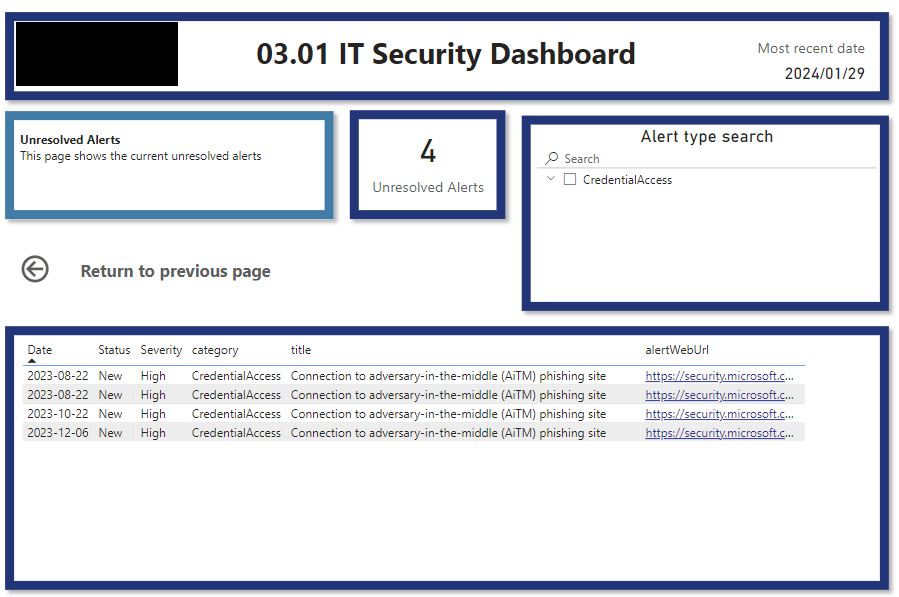 03.01 IT Security Dashboard
Most recent date
2024/01/29
Unresolved Alerts
This page shows the current unresolved alerts
4
Unresolved Alerts
Alert type search
Search
CredentialAccess
Return to previous page
Date Status Severity category title alertWebUrl
2023-08-22 New High CredentialAccess Connection to adversary-in-the-middle (AiTM) phishing site https://security.microsoft.c...
2023-08-22 New High CredentialAccess Connection to adversary-in-the-middle (AiTM) phishing site https://security.microsoft.c...
2023-10-22 New High CredentialAccess Connection to adversary-in-the-middle (AiTM) phishing site https://security.microsoft.c...
2023-12-06 New High CredentialAccess Connection to adversary-in-the-middle (AiTM) phishing site https://security.microsoft.c...